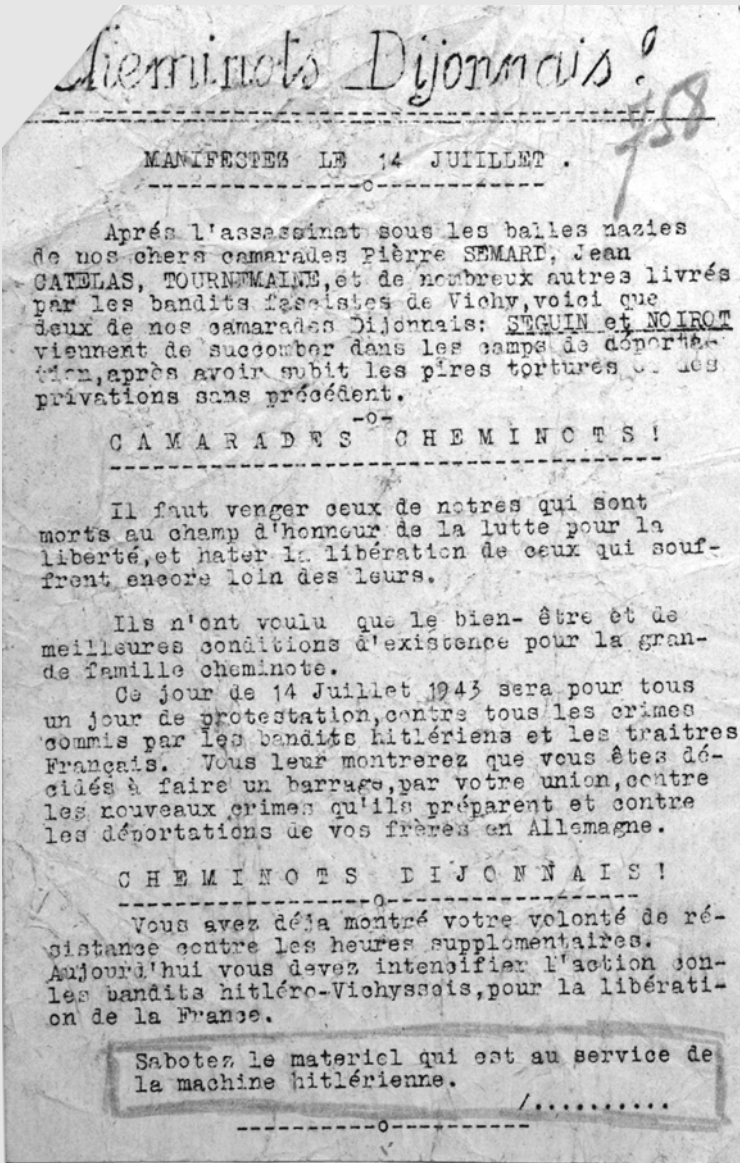 Cheminots Dijonnais!
758
MANIFESTEZ LE 14 JUIILLET .
----------------o-------------
Aprés l'assassinat sous les balles nazies
de nos chers camarades Pièrre SEMARD, Jean
CATELAS, TOURNEMAINE,et de nombreux autres livrés
par les bandits fascistes de Vichy,voici que
deux de nos camarades Dijonnais: SEGUIN et NOIROT
viennent de succomber dans les camps de déporta-
tion,après avoir subit les pires tortures des
privations sans précédent.
-o-
CAMARADES CHEMINOTS!
Il faut venger ceux de notres qui sont
morts au champ d'honneur de la lutte pour la
liberté,et hater la libération de ceux qui souf-
frent encore loin des leurs.
Ils n'ont voulu que le bien- être et de
meilleures conditions d'existence pour la gran-
de famille cheminote.
Ce jour de 14 Juillet 1943 sera pour tous
un jour de protestation,contre tous les crimes
commis par les bandits hitlériens et les traitres
Français. Vous leur montrerez que vous êtes dé-
cidés à faire un barrage,par votre union,contre
les nouveaux crimes qu'ils préparent et contre
les déportations de vos frères en Allemagne.
CHEMINOTS DIJONNAIS!
-------------------o-------------------
Vous avez déja montré votre volonté de ré-
sistance contre les heures supplementaires.
Aujourd'hui vous devez intensifier l'action con-
les bandits hitléro-Vichyssois,pour la libérati-
on de la France.
Sabotez le materiel qui est au service de
la machine hitlérienne.
/..........
-----------o-----------